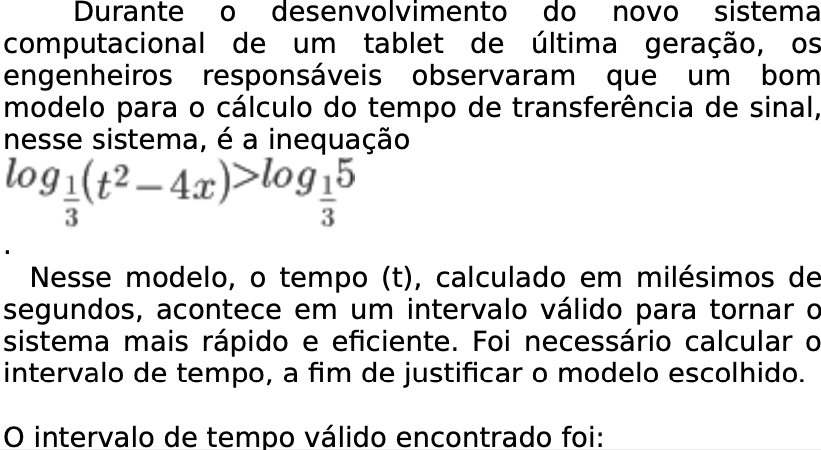 Durante o desenvolvimento do novo sistema
computacional de um tablet de última geração, os
engenheiros responsáveis observaram que um bom
modelo para o cálculo do tempo de transferência de sinal,
nesse sistema, é a inequação
log_{\frac{1}{3}}(t^2-4x)>log_{\frac{1}{3}}5
.
Nesse modelo, o tempo (t), calculado em milésimos de
segundos, acontece em um intervalo válido para tornar o
sistema mais rápido e eficiente. Foi necessário calcular o
intervalo de tempo, a fim de justificar o modelo escolhido.
O intervalo de tempo válido encontrado foi: